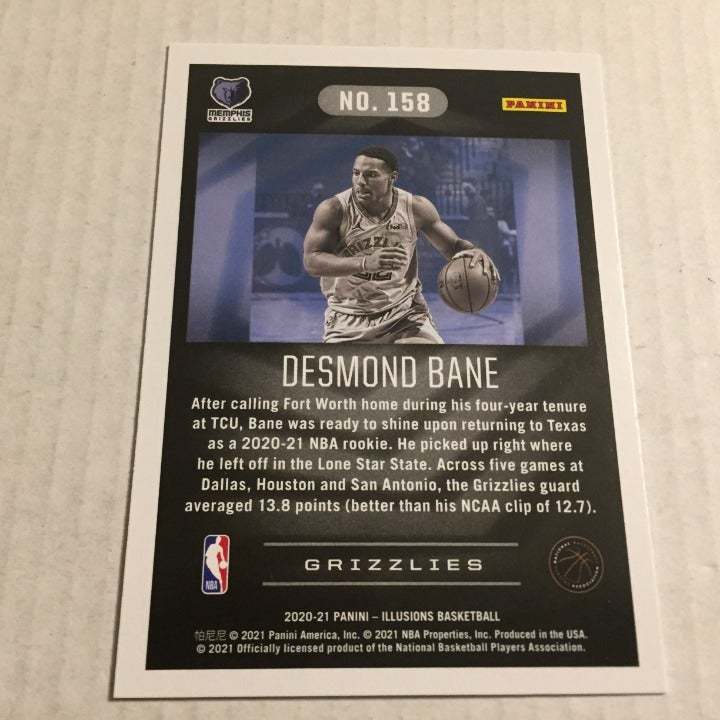 NO. 158
PANINI
MEMPHIS
GRIZZLIES
GRIZZL
DESMOND BANE
After calling Fort Worth home during his four-year tenure
at TCU, Bane was ready to shine upon returning to Texas
as a 2020-21 NBA rookie. He picked up right where
he left off in the Lone Star State. Across five games at
Dallas, Houston and San Antonio, the Grizzlies guard
averaged 13.8 points (better than his NCAA clip of 12.7).
NBA
GRIZZLIES
NATIONAL BASKETBALL
ASSOCIATION
2020-21 PANINI – ILLUSIONS BASKETBALL
帕尼尼 © 2021 Panini America, Inc. © 2021 NBA Properties, Inc. Produced in the USA.
© 2021 Officially licensed product of the National Basketball Players Association.